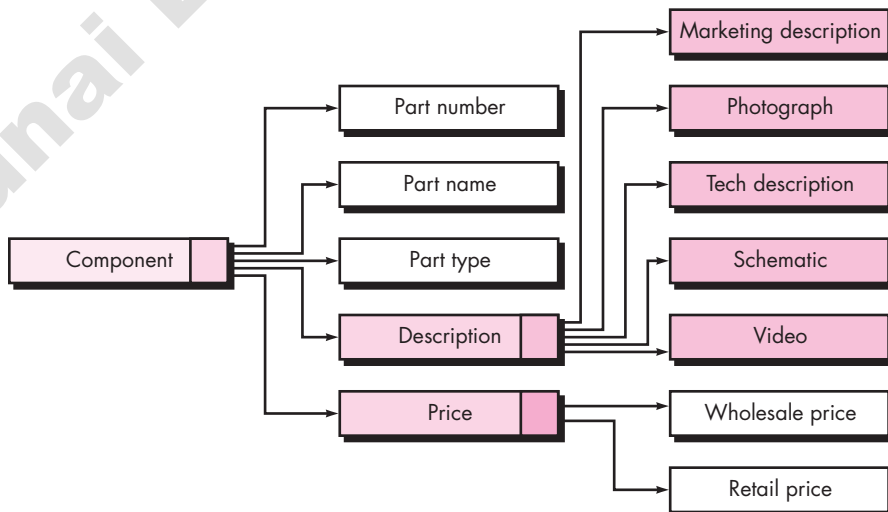 Marketing description
Part number
Photograph
Part name
Tech description
Component
Part type
Schematic
Description
Video
Price
Wholesale price
Retail price